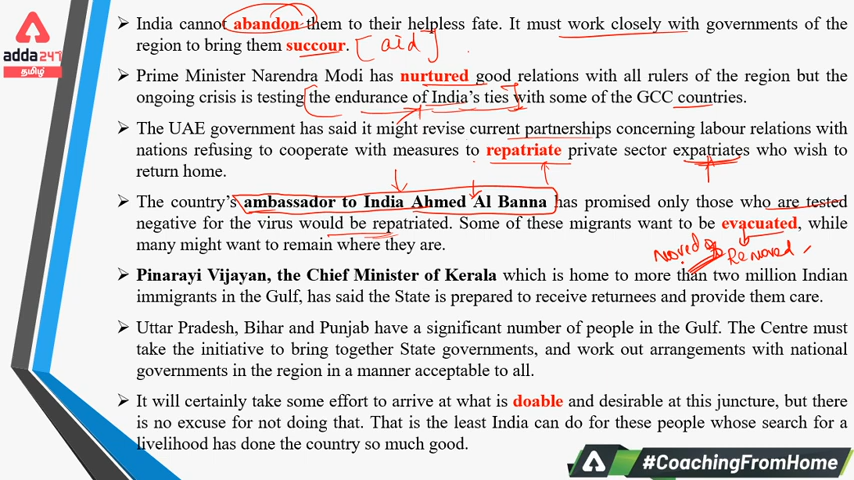 India cannot abandon them to their helpless fate. It must work closely with governments of the
region to bring them succour. [aid]
Prime Minister Narendra Modi has nurtured good relations with all rulers of the region but the
ongoing crisis is testing the endurance of India's ties with some of the GCC countries.
The UAE government has said it might revise current partnerships concerning labour relations with
nations refusing to cooperate with measures to repatriate private sector expatriates who wish to
return home.
The country's ambassador to India Ahmed Al Banna has promised only those who are tested
negative for the virus would be repatriated. Some of these migrants want to be evacuated, while
many might want to remain where they are.
Removed
Pinarayi Vijayan, the Chief Minister of Kerala which is home to more than two million Indian
immigrants in the Gulf, has said the State is prepared to receive returnees and provide them care.
Uttar Pradesh, Bihar and Punjab have a significant number of people in the Gulf. The Centre must
take the initiative to bring together State governments, and work out arrangements with national
governments in the region in a manner acceptable to all.
It will certainly take some effort to arrive at what is doable and desirable at this juncture, but there
is no excuse for not doing that. That is the least India can do for these people whose search for a
livelihood has done the country so much good.
adda247
தமிழ்
#CoachingFromHome